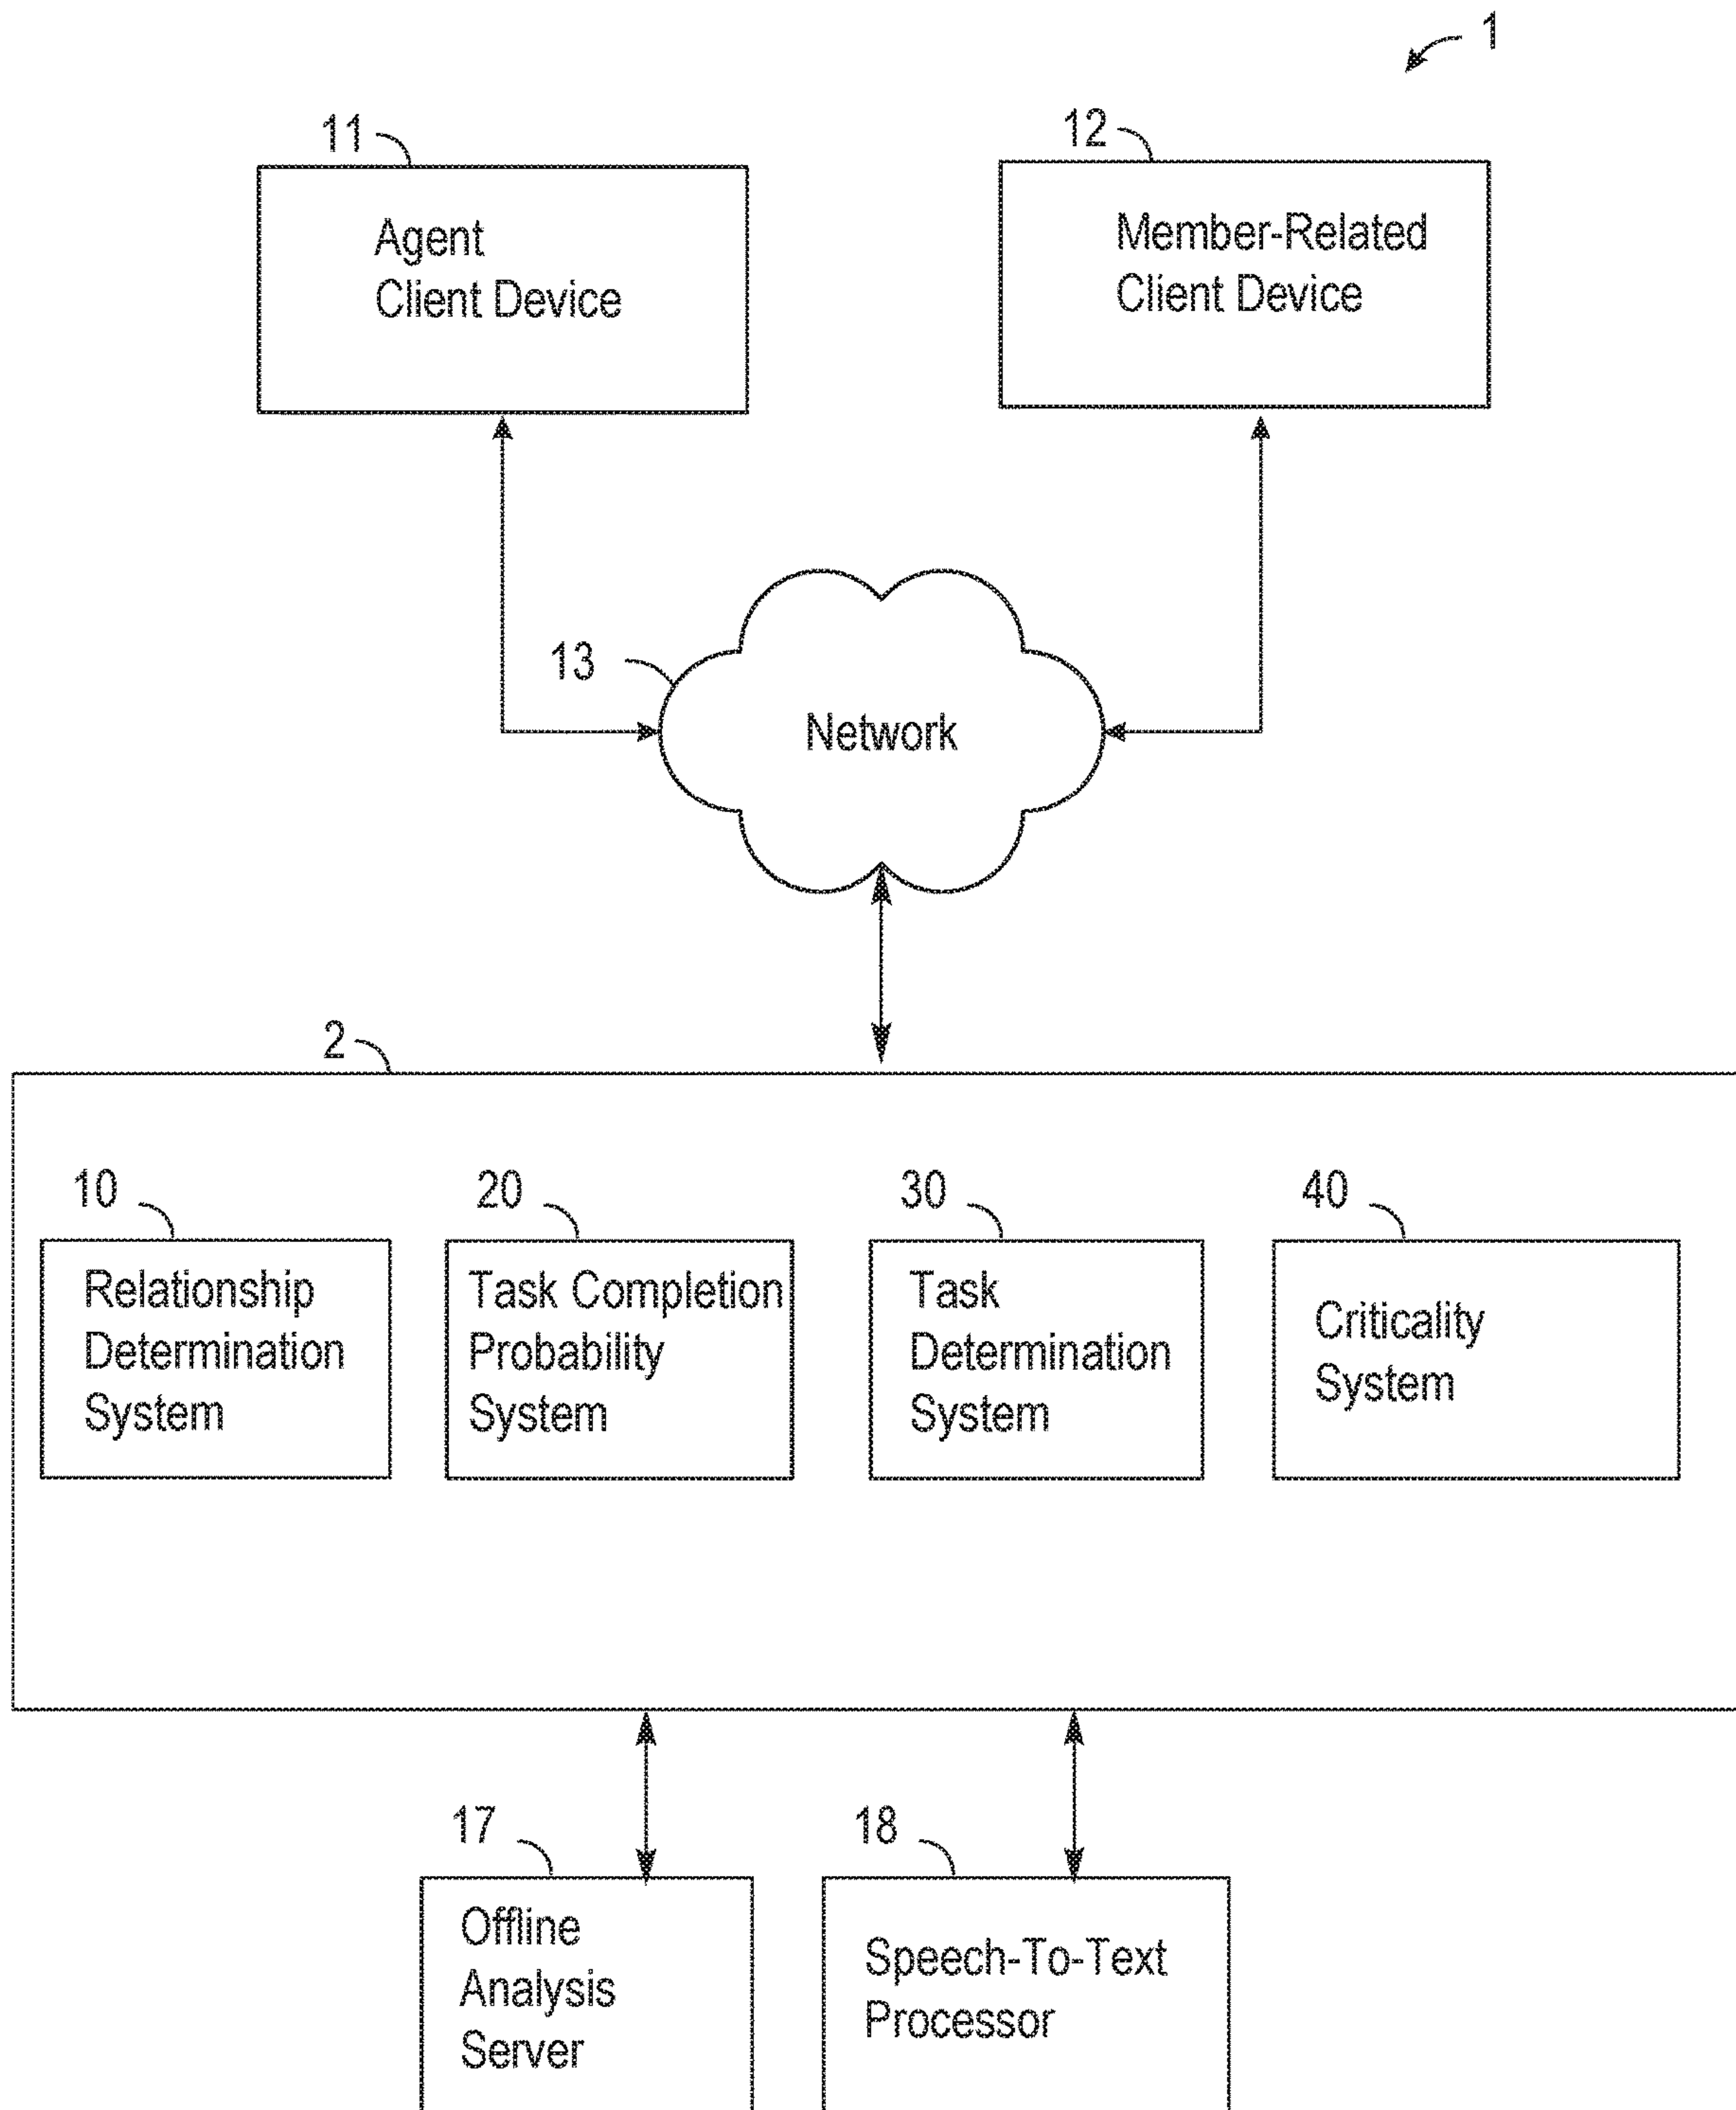 1
11
Agent
Client Device
12
Member-Related
Client Device
13
Network
2
10
Relationship
Determination
System
20
Task Completion
Probability
System
30
Task
Determination
System
40
Criticality
System
17
Offline
Analysis
Server
18
Speech-To-Text
Processor